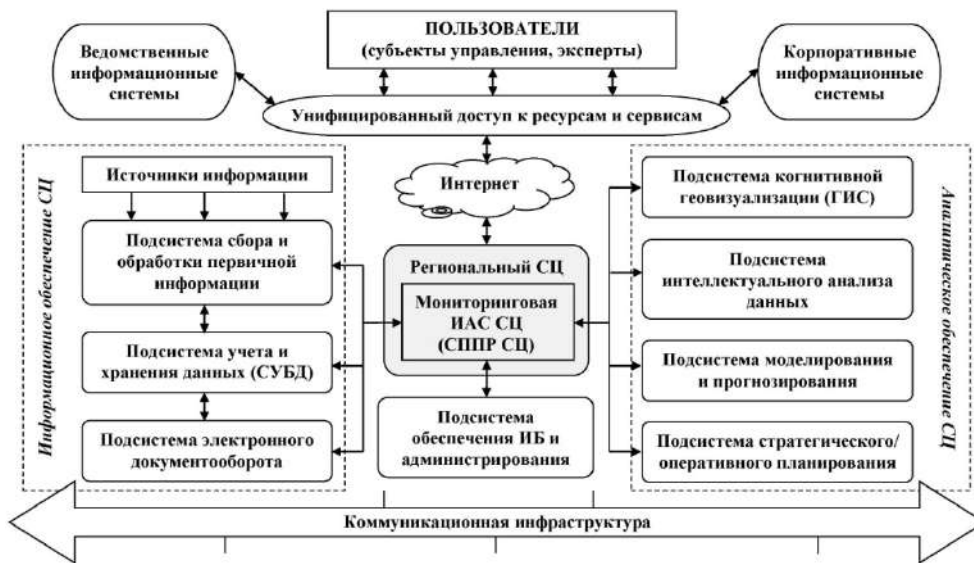 ПОЛЬЗОВАТЕЛИ
(субъекты управления, эксперты)
Ведомственные
информационные
системы
Корпоративные
информационные
системы
Унифицированный доступ к ресурсам и сервисам
Интернет
Информационное обеспечение СЦ
Источники информации
Подсистема сбора и
обработки первичной
информации
Подсистема учета и
хранения данных (СУБД)
Подсистема электронного
документооборота
Региональный СЦ
Мониторинговая
ИАС СЦ
(СППР СЦ)
Подсистема
обеспечения ИБ и
администрирования
Подсистема когнитивной
геовизуализации (ГИС)
Подсистема
интеллектуального анализа
данных
Подсистема моделирования
и прогнозирования
Подсистема стратегического/
оперативного планирования
Аналитическое обеспечение СЦ
Коммуникационная инфраструктура